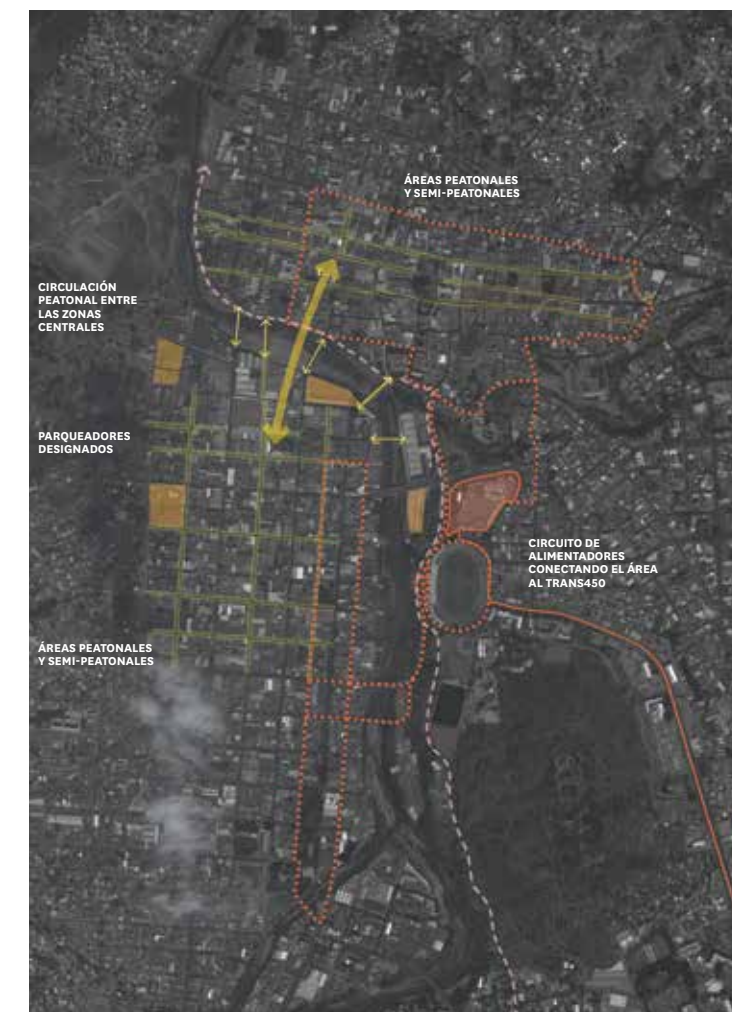 ÁREAS PEATONALES
Y SEMI-PEATONALES
CIRCULACIÓN
PEATONAL ENTRE
LAS ZONAS
CENTRALES
PARQUEADORES
DESIGNADOS
CIRCUITO DE
ALIMENTADORES
CONECTANDO EL ÁREA
AL TRANS450
ÁREAS PEATONALES
Y SEMI-PEATONALES